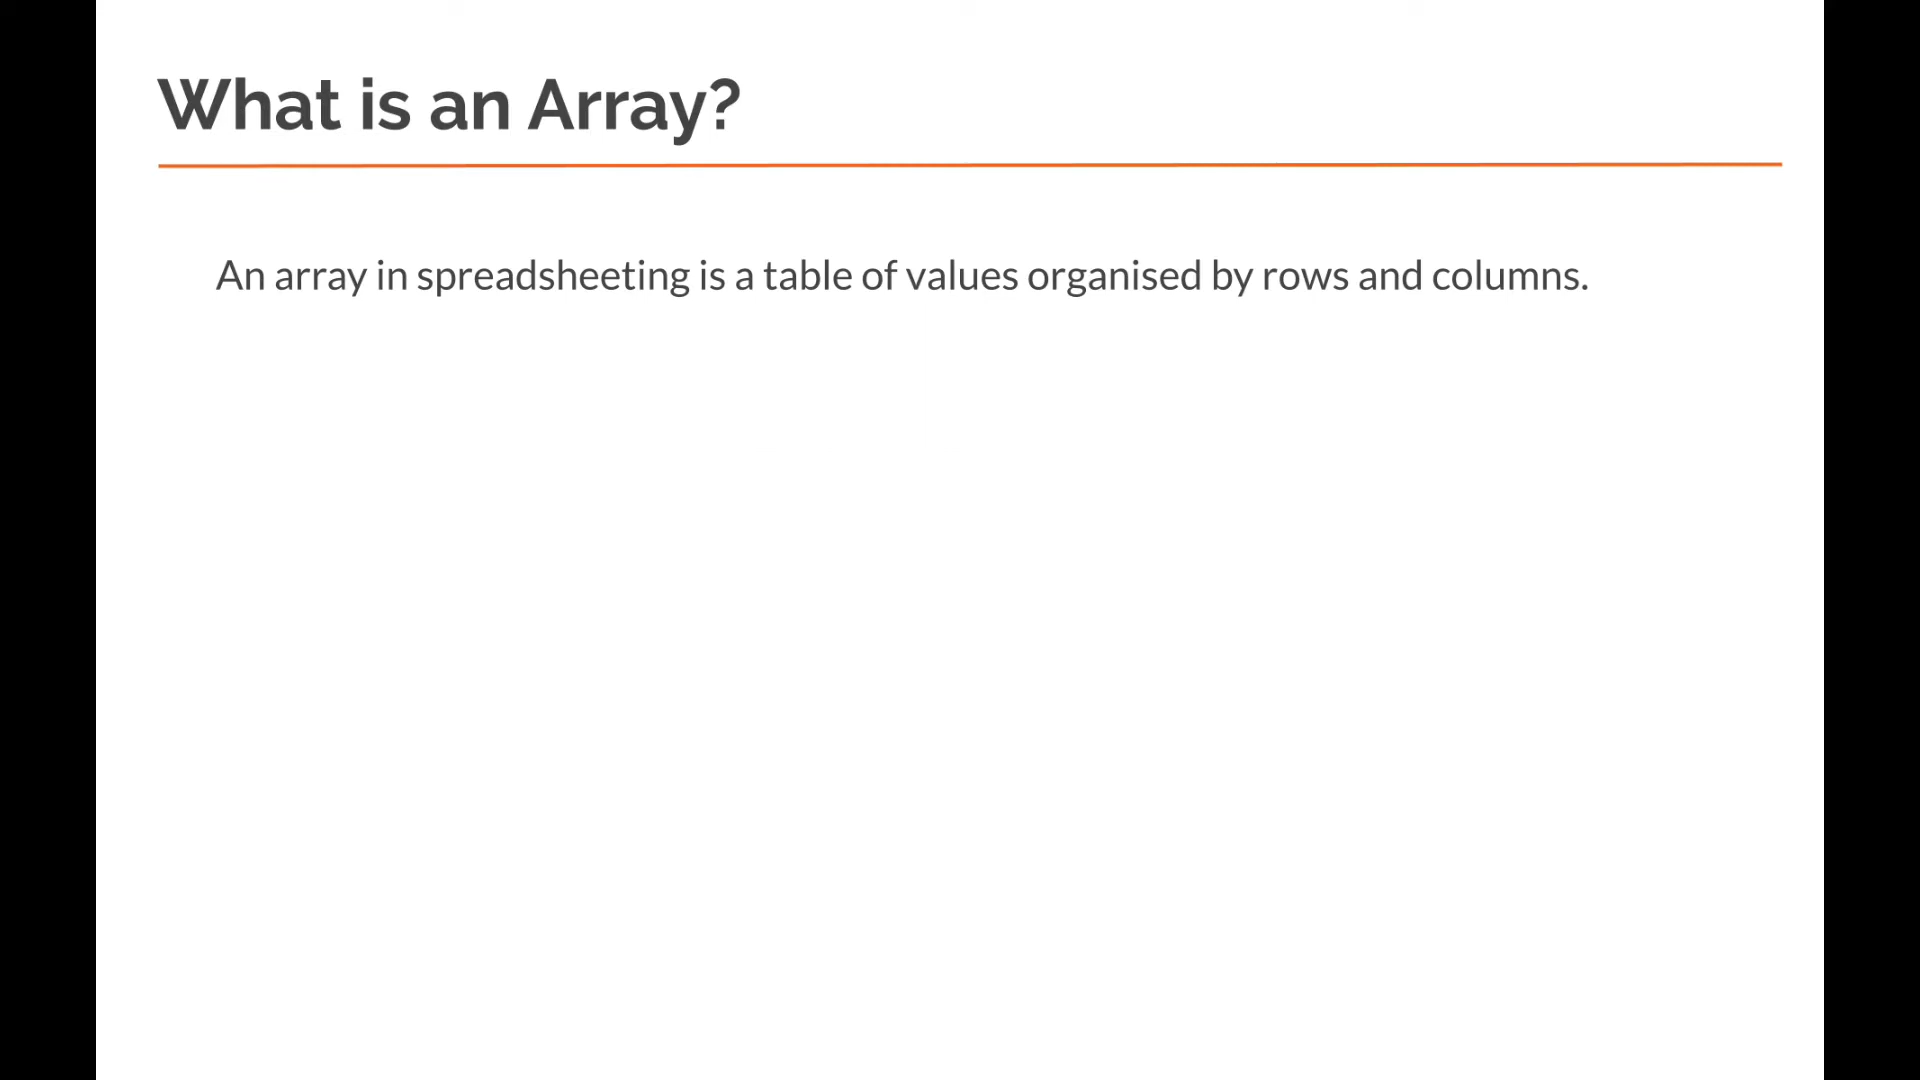 What is an Array?
An array in spreadsheeting is a table of values organised by rows and columns.